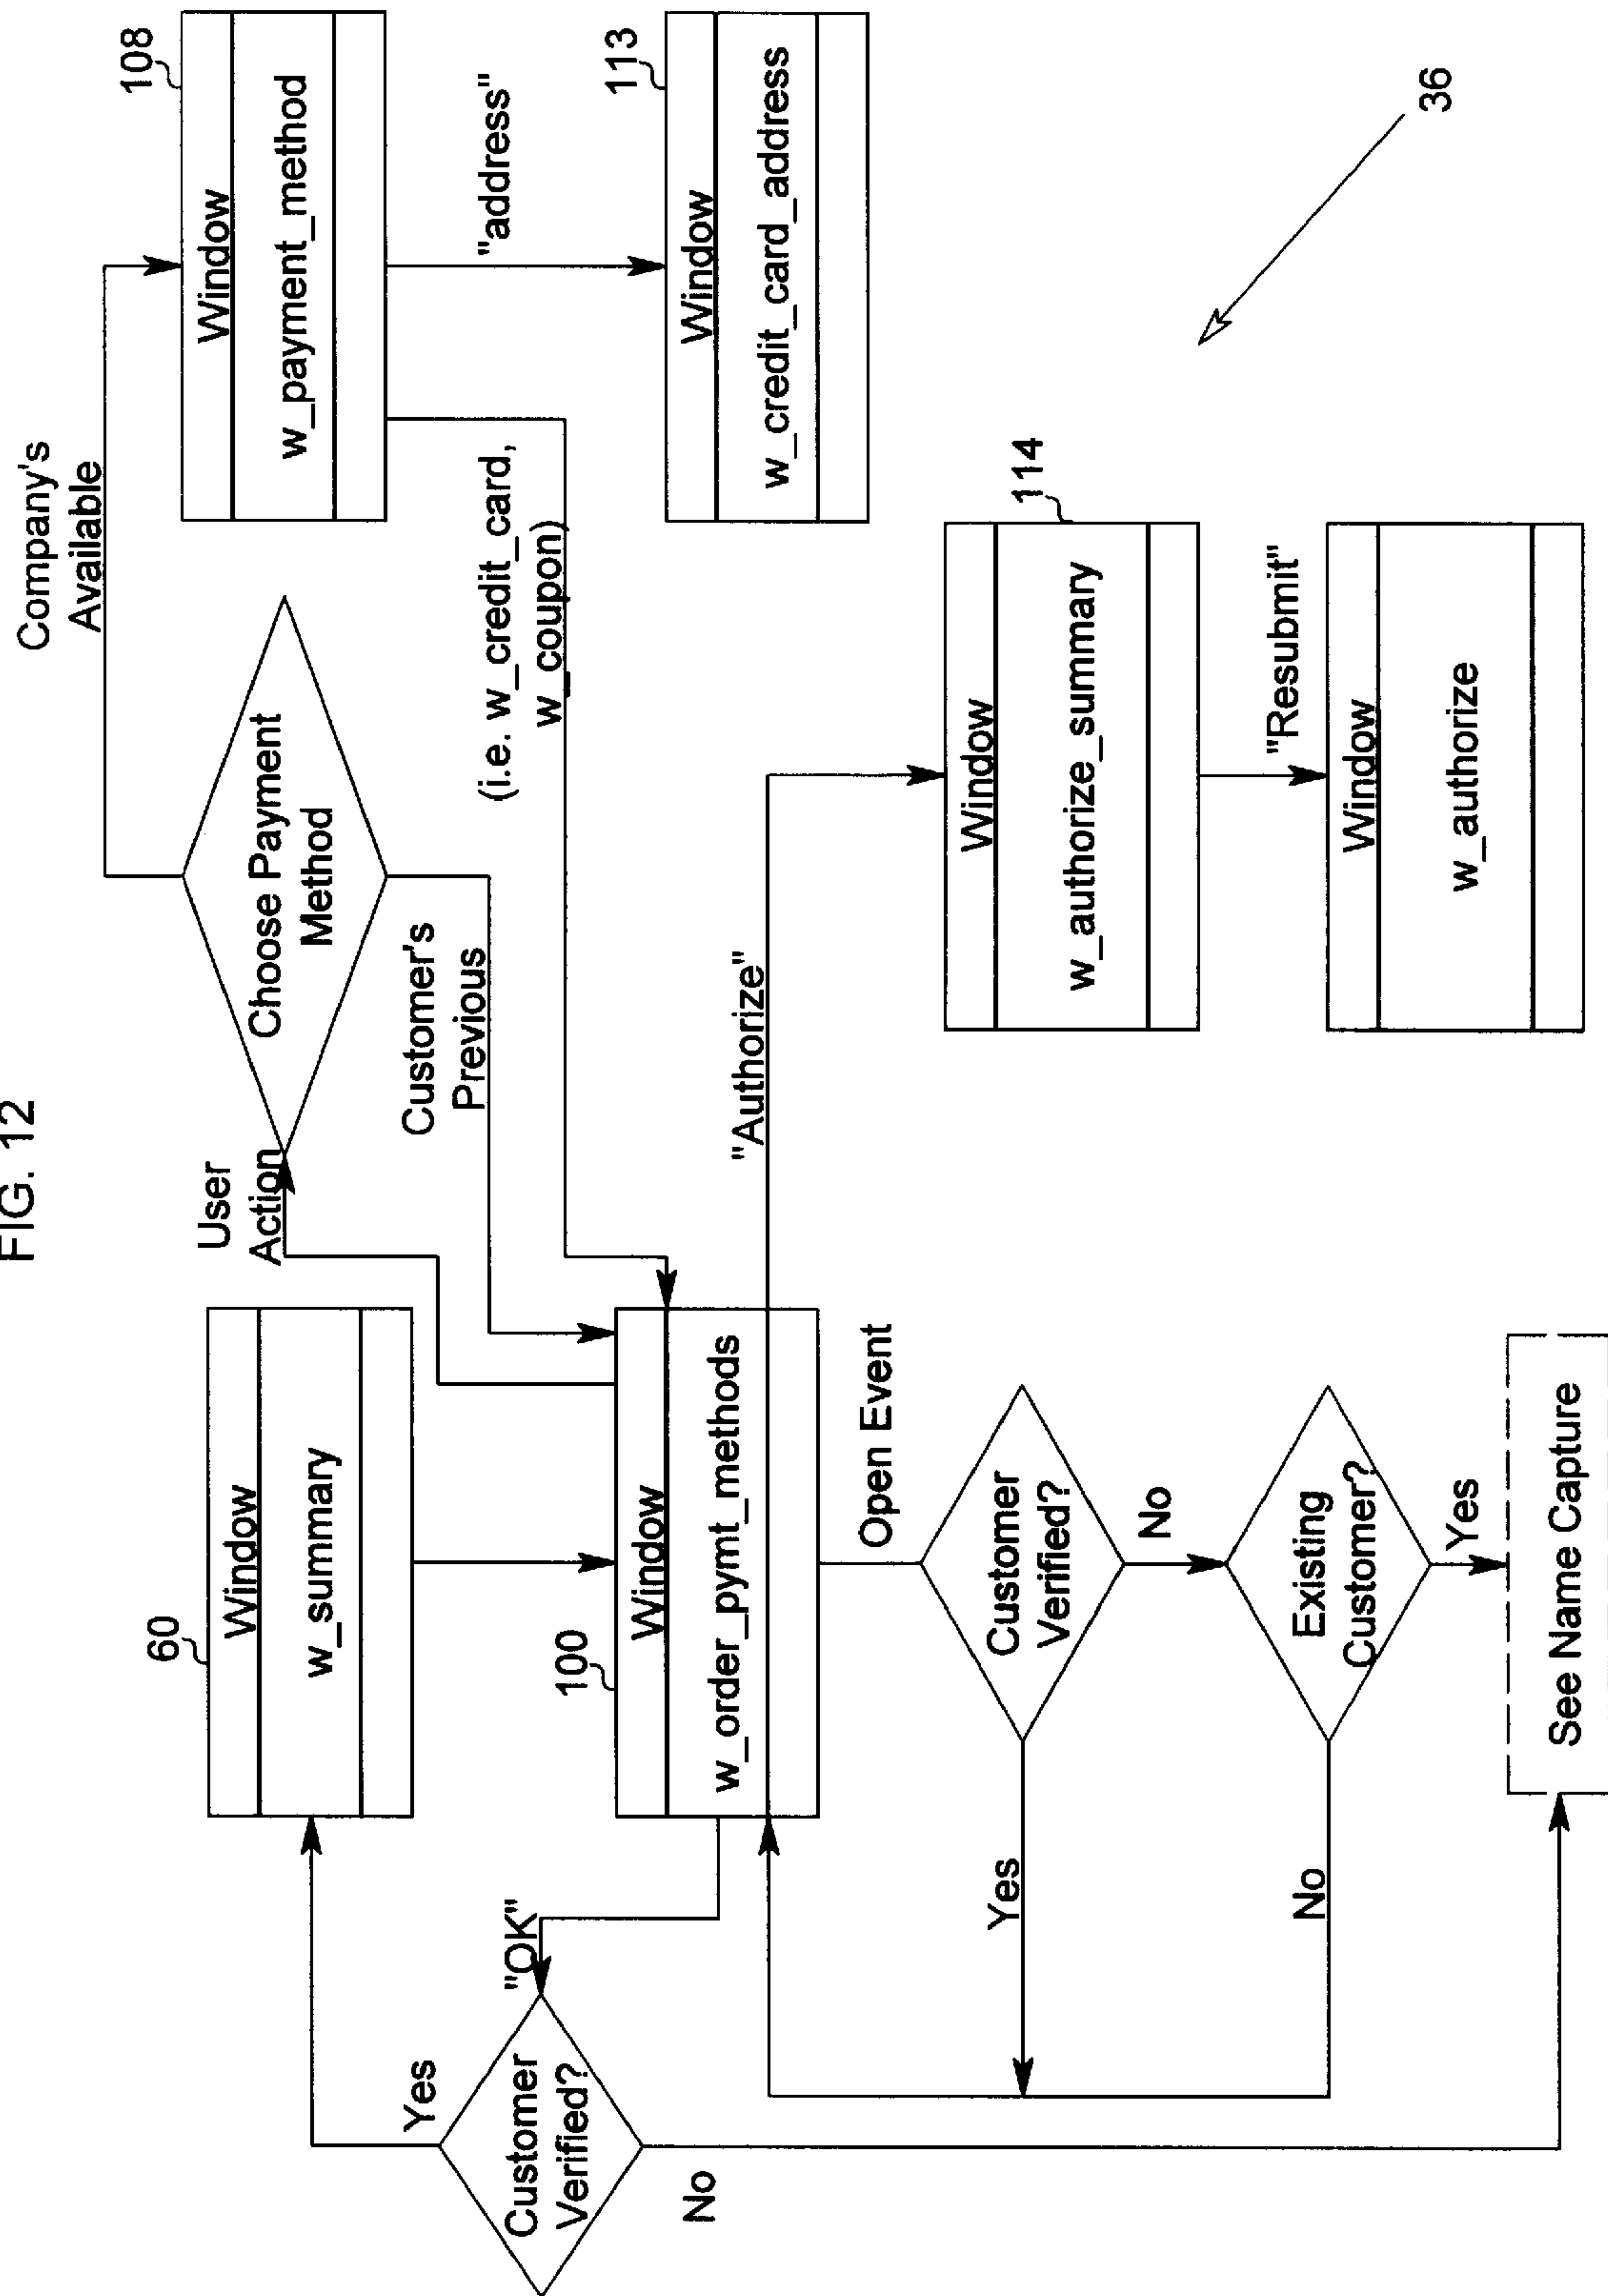 FIG. 12
60
Window
w_summary
User
Action
Choose Payment
Method
Company's
Available
108
Window
w_payment_method
"address"
113
Window
w_credit_card_address
Customer's
Previous
(i.e. w_credit_card,
w_coupon)
100
Window
w_order_pymt_methods
"OK"
Customer
Verified?
Yes
No
"Authorize"
114
Window
w_authorize_summary
"Resubmit"
Window
w_authorize
Open Event
Customer
Verified?
Yes
No
Existing
Customer?
No
Yes
See Name Capture
36